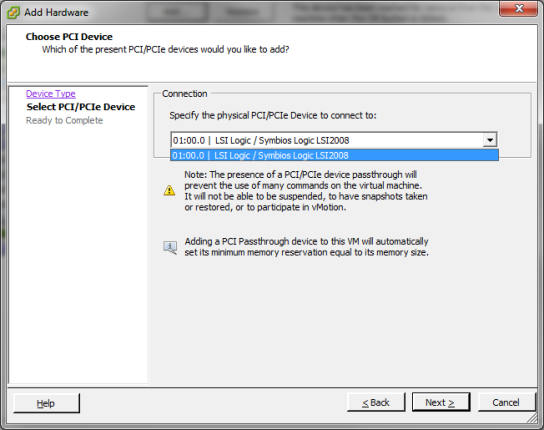 Add Hardware
Choose PCI Device
Which of the present PCI/PCIe devices would you like to add?
Device Type
Select PCI/PCIe Device
Ready to Complete
Connection
Specify the physical PCI/PCIe Device to connect to:
01:00.0 | LSI Logic / Symbios Logic LSI2008
01:00.0 | LSI Logic / Symbios Logic LSI2008
Note: The presence of a PCI/PCIe device passthrough will
prevent the use of many commands on the virtual machine.
It will not be able to be suspended, to have snapshots taken
or restored, or to participate in vMotion.
Adding a PCI Passthrough device to this VM will automatically
set its minimum memory reservation equal to its memory size.
Help
< Back
Next >
Cancel